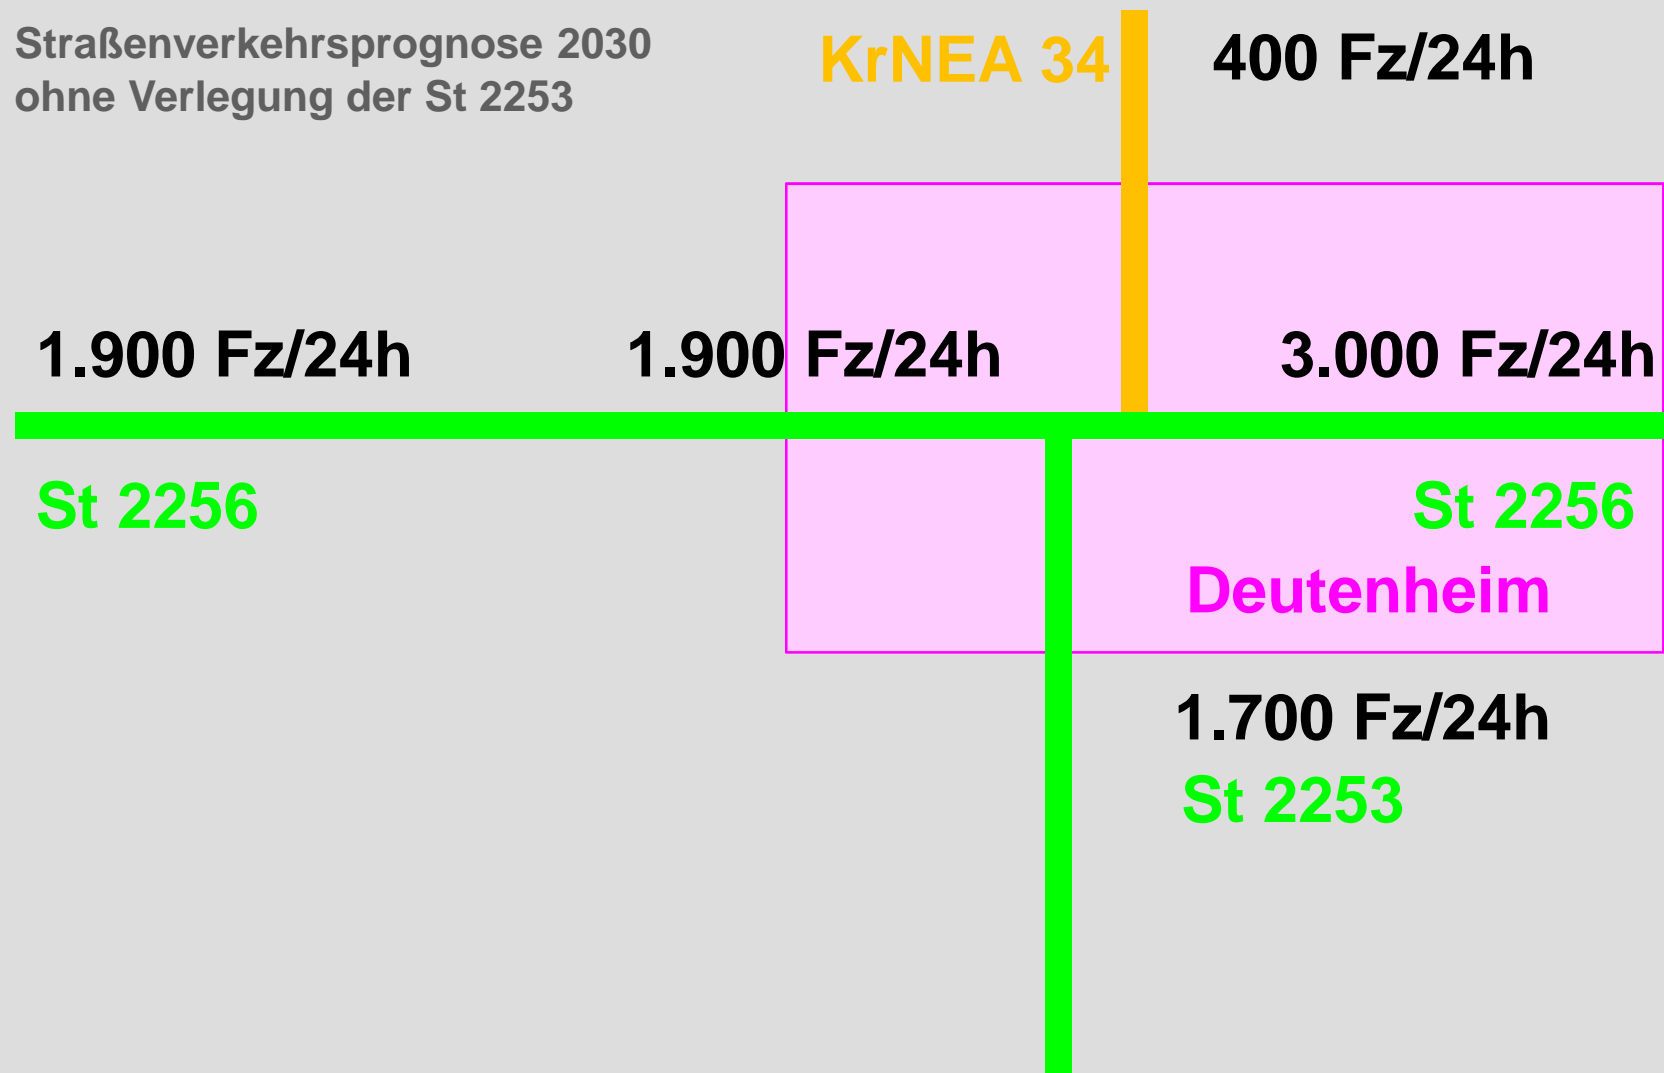 Straßenverkehrsprognose 2030
ohne Verlegung der St 2253
KrNEA 34
400 Fz/24h
1.900 Fz/24h
1.900 Fz/24h
3.000 Fz/24h
St 2256
St 2256
Deutenheim
1.700 Fz/24h
St 2253